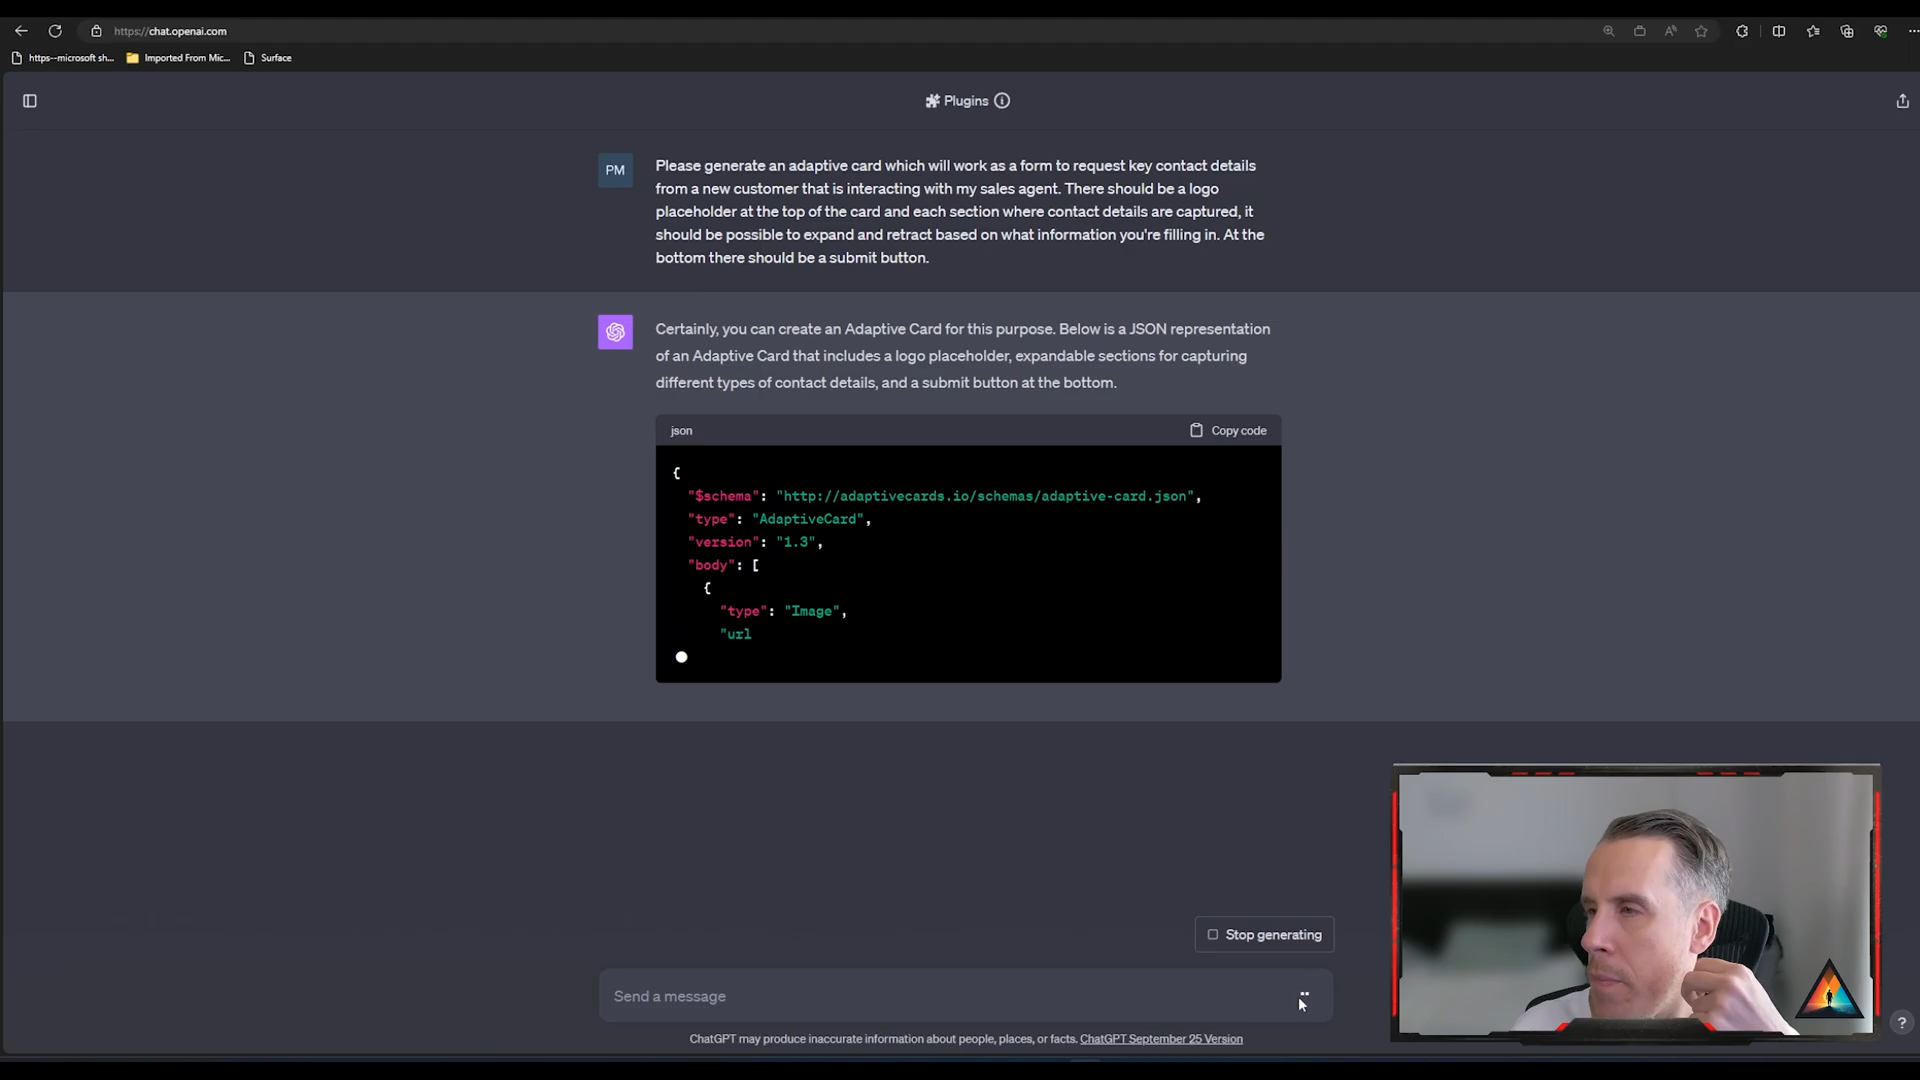 https://chat.openai.com
https--microsoft sh...
Imported From Mic...
Surface
Plugins
PM
Please generate an adaptive card which will work as a form to request key contact details
from a new customer that is interacting with my sales agent. There should be a logo
placeholder at the top of the card and each section where contact details are captured, it
should be possible to expand and retract based on what information you're filling in. At the
bottom there should be a submit button.
Certainly, you can create an Adaptive Card for this purpose. Below is a JSON representation
of an Adaptive Card that includes a logo placeholder, expandable sections for capturing
different types of contact details, and a submit button at the bottom.
json
Copy code
{
"$schema": "http://adaptivecards.io/schemas/adaptive-card.json",
"type": "AdaptiveCard",
"version": "1.3",
"body": [
{
"type": "Image",
"url
Stop generating
Send a message
ChatGPT may produce inaccurate information about people, places, or facts. ChatGPT September 25 Version
?